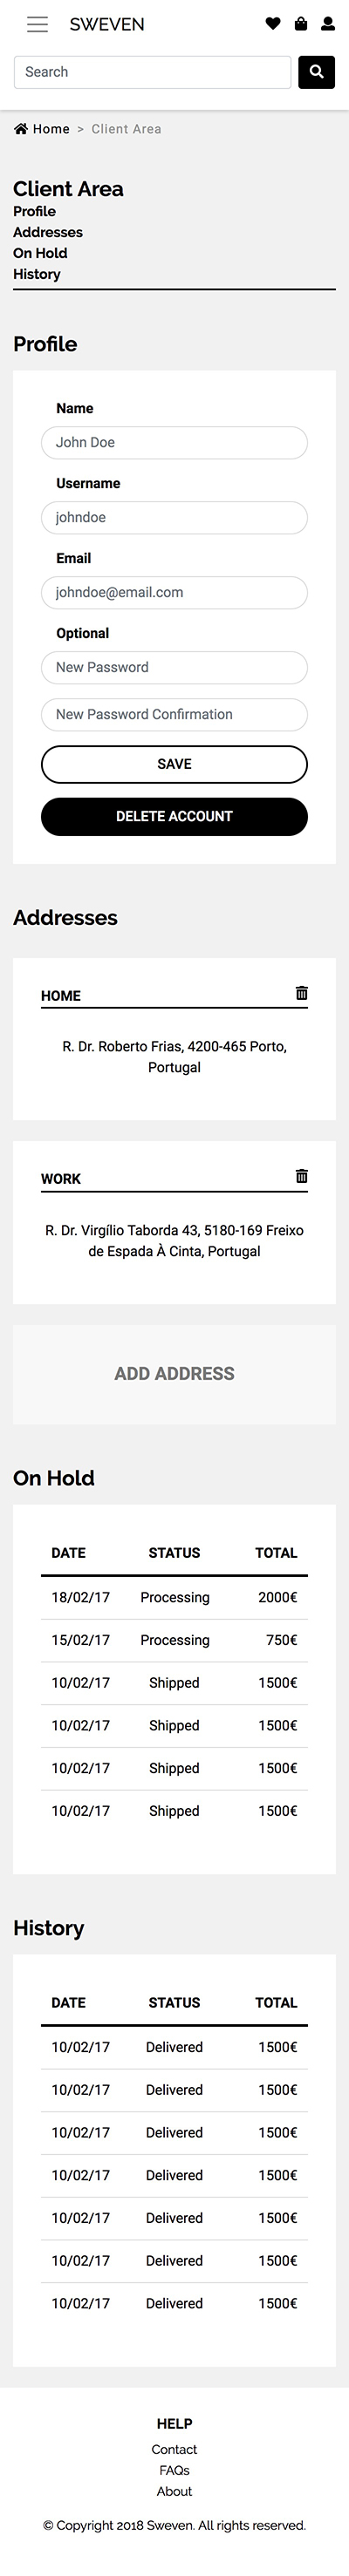 SWEVEN
Search
Home > Client Area
Client Area
Profile
Addresses
On Hold
History
Profile
Name
John Doe
Username
johndoe
Email
johndoe@email.com
Optional
New Password
New Password Confirmation
SAVE
DELETE ACCOUNT
Addresses
HOME
R. Dr. Roberto Frias, 4200-465 Porto,
Portugal
WORK
R. Dr. Virgílio Taborda 43, 5180-169 Freixo
de Espada À Cinta, Portugal
ADD ADDRESS
On Hold
DATE STATUS TOTAL
18/02/17 Processing 2000€
15/02/17 Processing 750€
10/02/17 Shipped 1500€
10/02/17 Shipped 1500€
10/02/17 Shipped 1500€
10/02/17 Shipped 1500€
History
DATE STATUS TOTAL
10/02/17 Delivered 1500€
10/02/17 Delivered 1500€
10/02/17 Delivered 1500€
10/02/17 Delivered 1500€
10/02/17 Delivered 1500€
10/02/17 Delivered 1500€
10/02/17 Delivered 1500€
HELP
Contact
FAQs
About
© Copyright 2018 Sweven. All rights reserved.